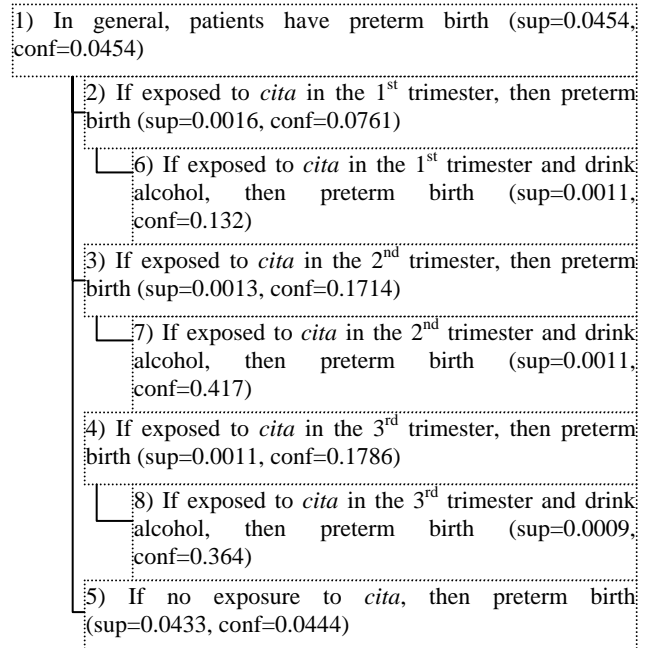 1) In general, patients have preterm birth (sup=0.0454,
conf=0.0454)
2) If exposed to cita in the 1st trimester, then preterm
birth (sup=0.0016, conf=0.0761)
6) If exposed to cita in the 1st trimester and drink
alcohol, then preterm birth (sup=0.0011,
conf=0.132)
3) If exposed to cita in the 2nd trimester, then preterm
birth (sup=0.0013, conf=0.1714)
7) If exposed to cita in the 2nd trimester and drink
alcohol, then preterm birth (sup=0.0011,
conf=0.417)
4) If exposed to cita in the 3rd trimester, then preterm
birth (sup=0.0011, conf=0.1786)
8) If exposed to cita in the 3rd trimester and drink
alcohol, then preterm birth (sup=0.0009,
conf=0.364)
5) If no exposure to cita, then preterm birth
(sup=0.0433, conf=0.0444)